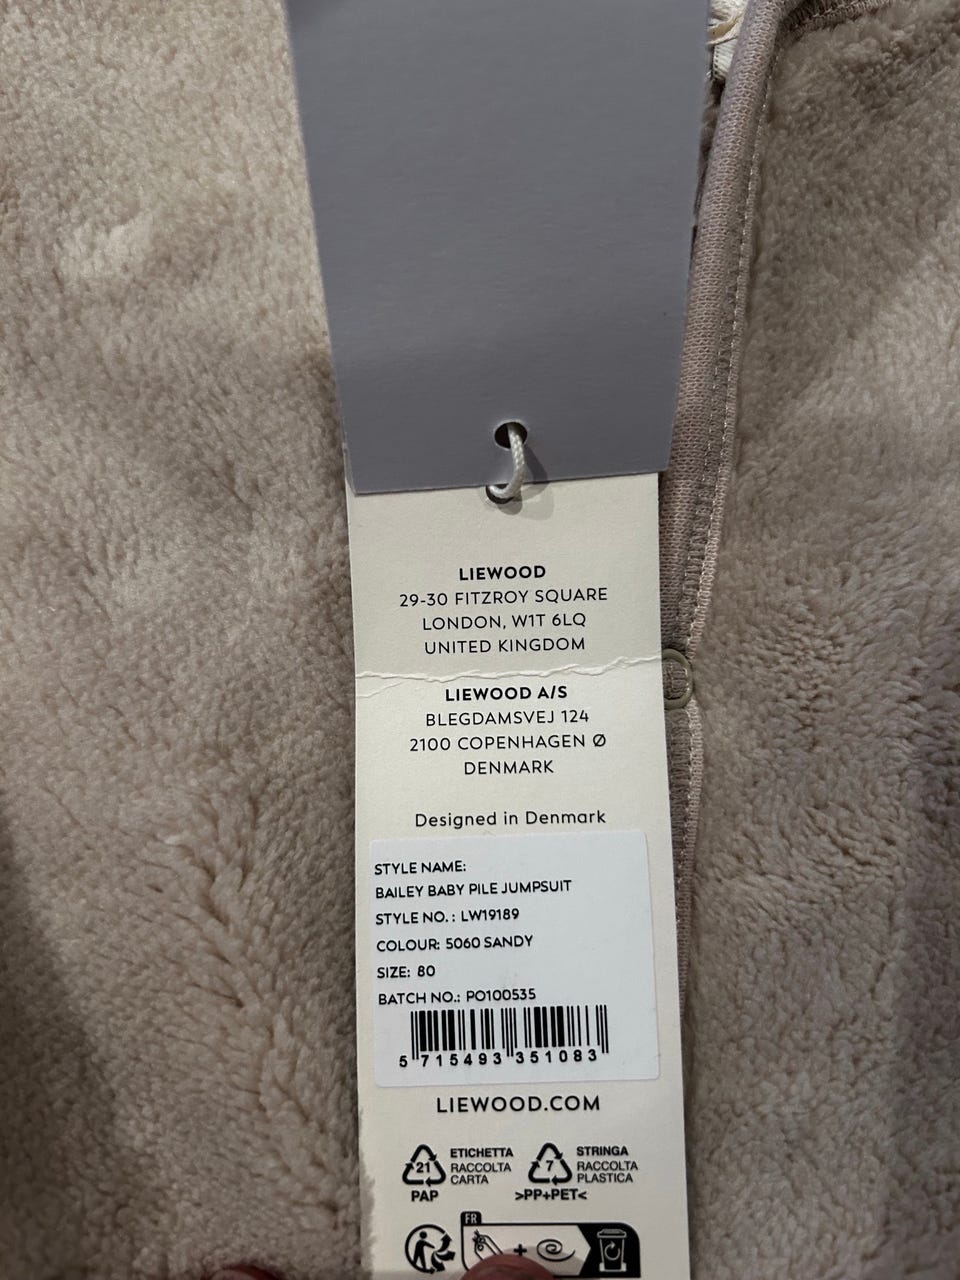 LIEWOOD
29-30 FITZROY SQUARE
LONDON, W1T 6LQ
UNITED KINGDOM
LIEWOOD A/S
BLEGDAMSVEJ 124
2100 COPENHAGEN Ø
DENMARK
Designed in Denmark
STYLE NAME:
BAILEY BABY PILE JUMPSUIT
STYLE NO.: LW19189
COLOUR: 5060 SANDY
SIZE: 80
BATCH NO.: PO100535
5 715493 351083
LIEWOOD.COM
21
PAP
ETICHETTA
RACCOLTA
CARTA
7
>PP+PET<
STRINGA
RACCOLTA
PLASTICA
FR
+